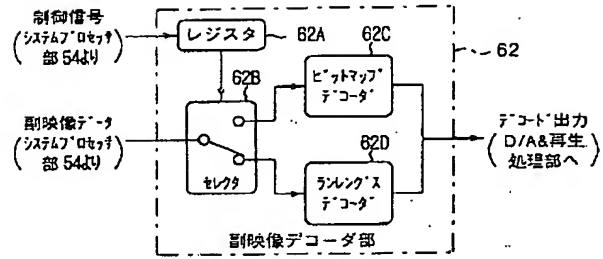 制御信号
(システムプロセッサ
部54より)
レジスタ
62A
62B
62C
62
ビットマップ
デコーダ
副映像データ
(システムプロセッサ
部54より)
セレクタ
62D
ランレングス
デコーダ
デコード出力
(D/A&再生
処理部へ)
副映像デコーダ部